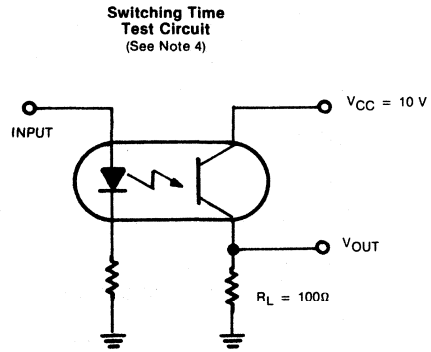 Switching Time
Test Circuit
(See Note 4)
VCC = 10 V
INPUT
VOUT
RL = 100Ω